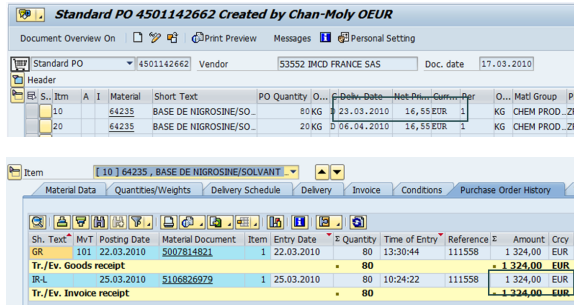 Standard PO 4501142662 Created by Chan-Moly OEUR
Document Overview On Print Preview Messages Personal Setting
Standard PO 4501142662 Vendor 53552 IMCD FRANCE SAS Doc. date 17.03.2010
Header
S.. Itm A I Material Short Text PO Quantity O... C Deliv. Date Net Pri... Curr... Per O... Matl Group P
10 64235 BASE DE NIGROSINE/SO... 80 KG D 23.03.2010 16,55 EUR 1 KG CHEM PROD...
20 64235 BASE DE NIGROSINE/SO... 20 KG D 06.04.2010 16,55 EUR 1 KG CHEM PROD...
Item [ 10 ] 64235 , BASE DE NIGROSINE/SOLVANT ...
Material Data Quantities/Weights Delivery Schedule Delivery Invoice Conditions Purchase Order History
Sh. Text MvT Posting Date Material Document Item Entry Date Σ Quantity Time of Entry Reference Σ Amount Crcy
GR 101 22.03.2010 5007814821 1 22.03.2010 80 13:30:44 111558 1 324,00 EUR
Tr./Ev. Goods receipt 80 1 324,00 EUR
IR-L 25.03.2010 5106826979 1 25.03.2010 80 10:24:22 111558 1 324,00 EUR
Tr./Ev. Invoice receipt 80 1 324,00 EUR